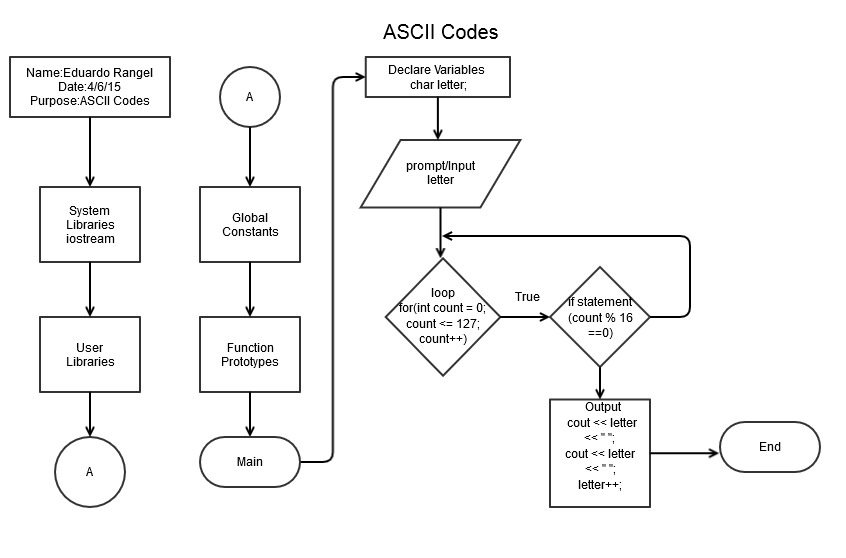 ASCII Codes
Name:Eduardo Rangel
Date:4/6/15
Purpose:ASCII Codes
System
Libraries
iostream
User
Libraries
A
A
Global
Constants
Function
Prototypes
Main
Declare Variables
char letter;
prompt/Input
letter
loop
for(int count = 0;
count <= 127;
count++)
True
If statement
(count % 16
==0)
Output
cout << letter
<< " ";
cout << letter
<< " ";
letter++;
End